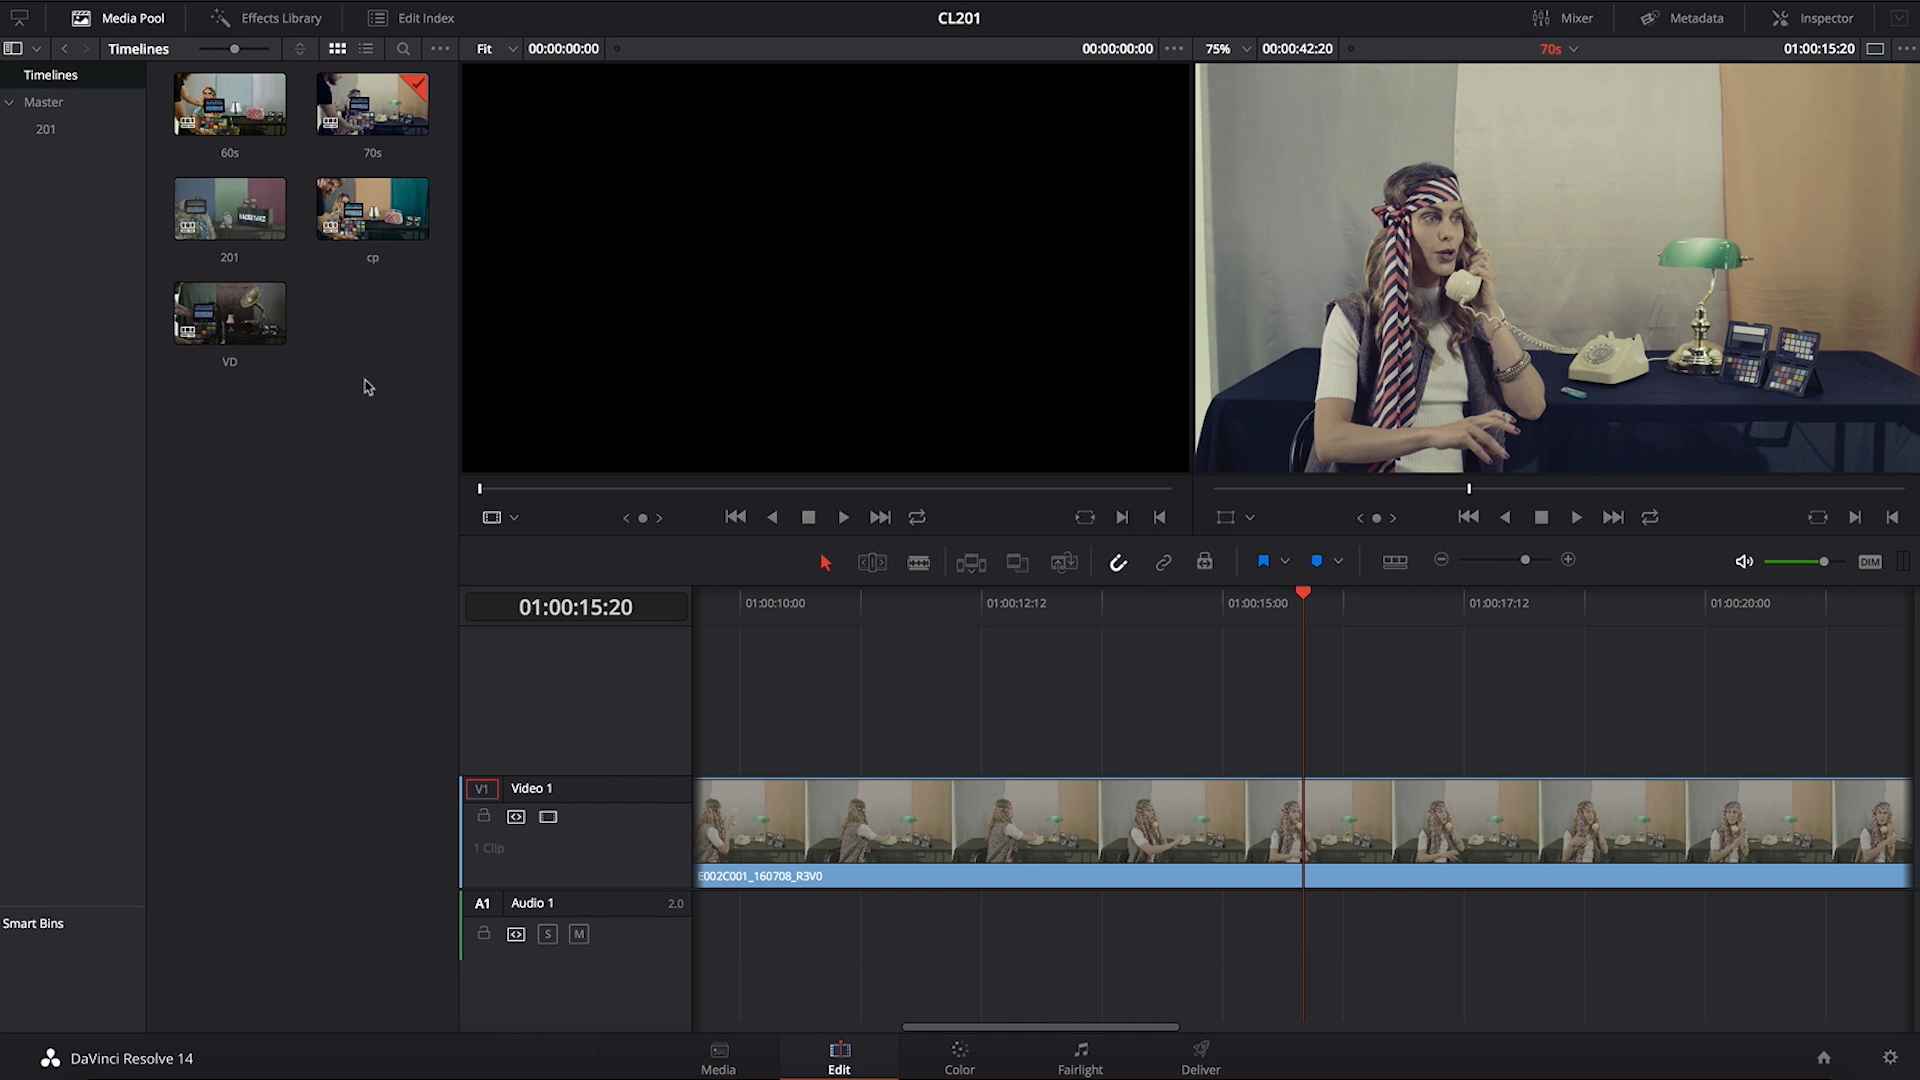 Media Pool
Effects Library
Edit Index
CL201
Mixer
Metadata
Inspector
Timelines
Fit
00:00:00:00
00:00:00:00
75%
00:00:42:20
70s
01:00:15:20
Timelines
Master
201
60s
70s
201
cp
VD
DIM
01:00:15:20
01:00:10:00
01:00:12:12
01:00:15:00
01:00:17:12
01:00:20:00
V1
Video 1
1 Clip
E002C001_160708_R3V0
A1
Audio 1
2.0
S
M
Smart Bins
DaVinci Resolve 14
Media
Edit
Color
Fairlight
Deliver